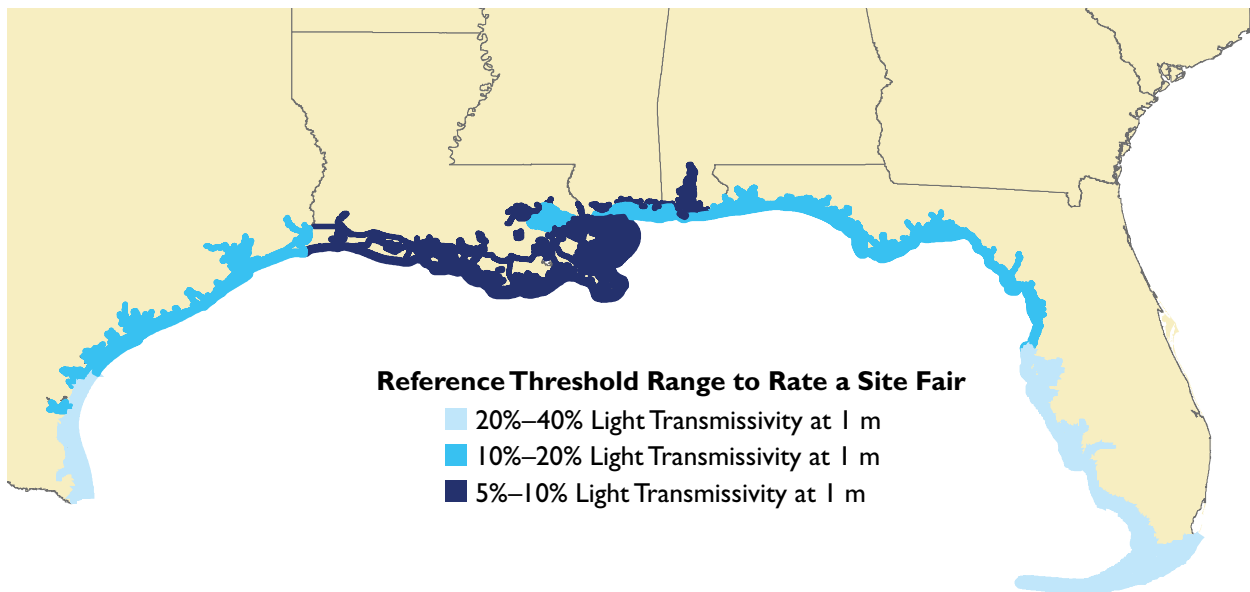 Reference Threshold Range to Rate a Site Fair
20%–40% Light Transmissivity at 1 m
10%–20% Light Transmissivity at 1 m
5%–10% Light Transmissivity at 1 m